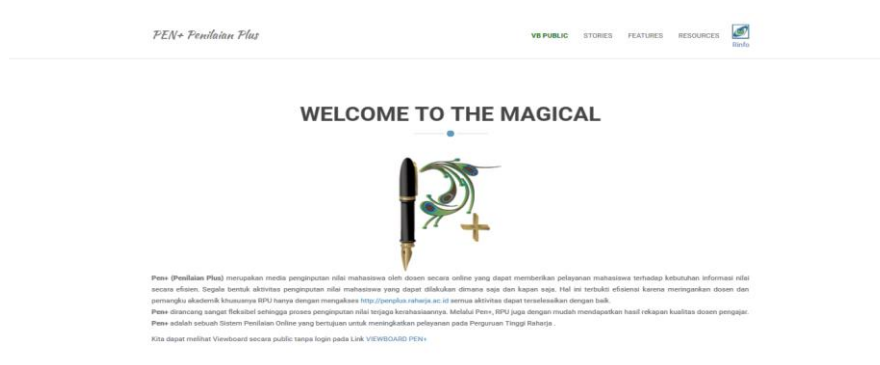 PEN+ Penilaian Plus
VB PUBLIC STORIES FEATURES RESOURCES
Rinfo
WELCOME TO THE MAGICAL
Pen+ (Penilaian Plus) merupakan media penginputan nilai mahasiswa oleh dosen secara online yang dapat memberikan pelayanan mahasiswa terhadap kebutuhan informasi nilai
secara efisien. Segala bentuk aktivitas penginputan nilai mahasiswa yang dapat dilakukan dimana saja dan kapan saja. Hal ini terbukti efisiensi karena meringankan dosen dan
pemangku akademik khususnya RPU hanya dengan mengakses http://penplus.raharja.ac.id semua aktivitas dapat terselesaikan dengan baik.
Pen+ dirancang sangat fleksibel sehingga proses penginputan nilai terjaga kerahasiaannya. Melalui Pen+, RPU juga dengan mudah mendapatkan hasil rekapan kualitas dosen pengajar.
Pen+ adalah sebuah Sistem Penilaian Online yang bertujuan untuk meningkatkan pelayanan pada Perguruan Tinggi Raharja .
Kita dapat melihat Viewboard secara public tanpa login pada Link VIEWBOARD PEN+